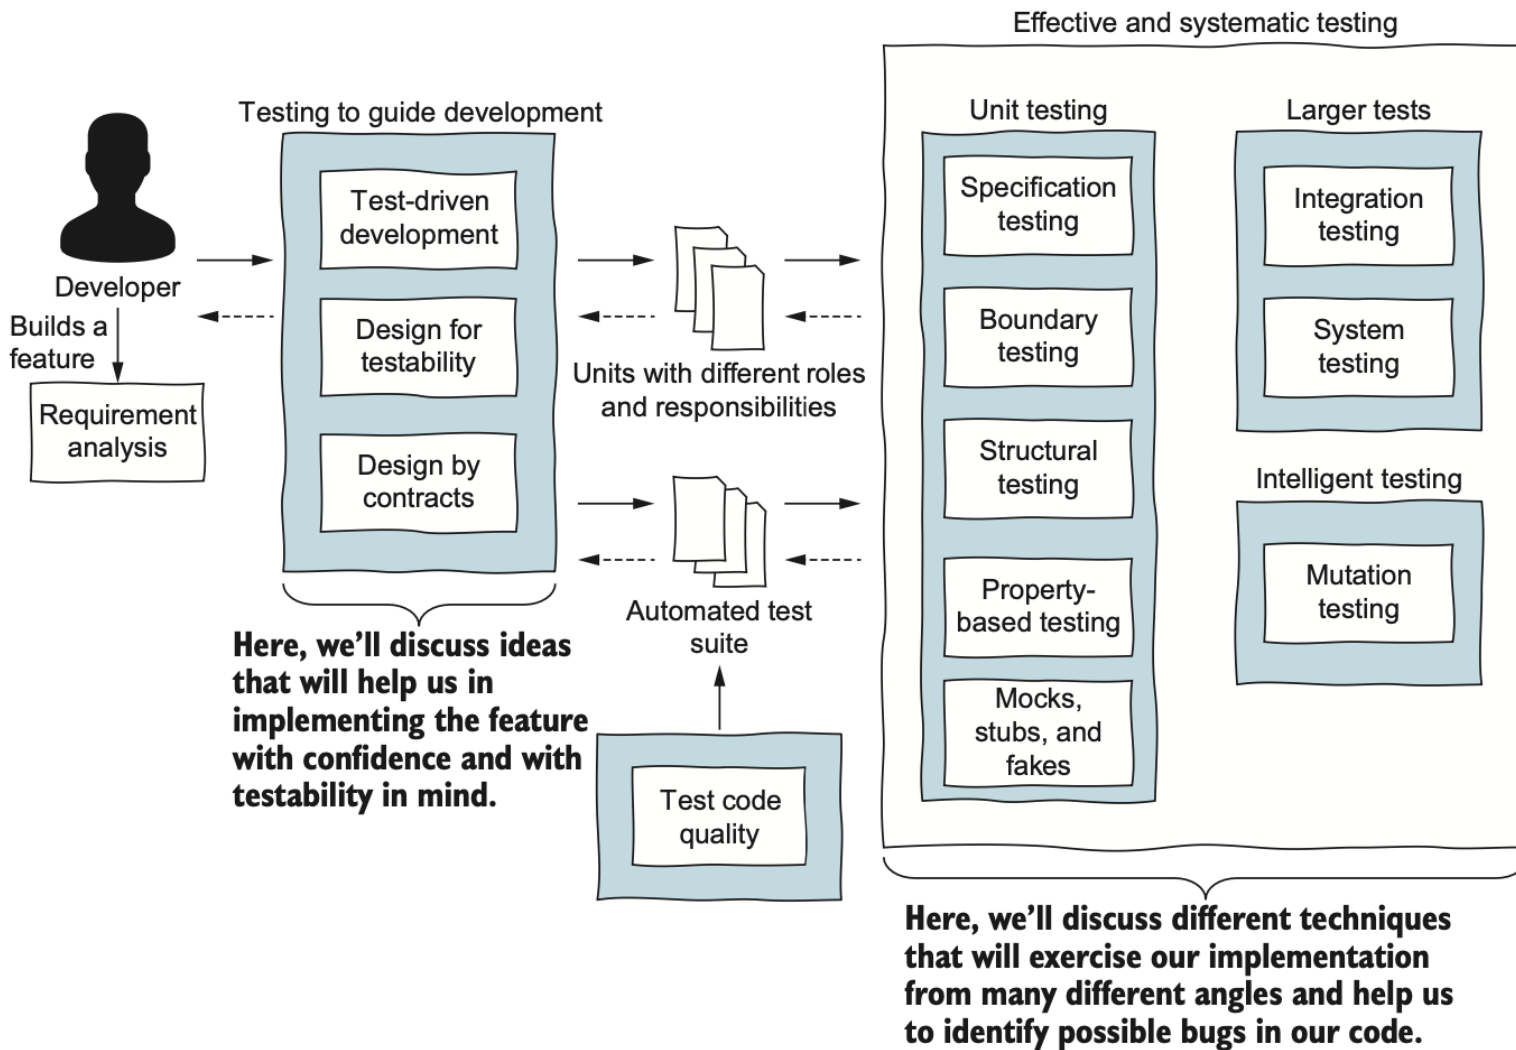 Effective and systematic testing
Testing to guide development
Unit testing
Larger tests
Test-driven
development
Specification
testing
Integration
testing
Developer
Builds a
feature
Design for
testability
Units with different roles
and responsibilities
Boundary
testing
System
testing
Requirement
analysis
Design by
contracts
Structural
testing
Intelligent testing
Automated test
suite
Property-
based testing
Mutation
testing
Here, we’ll discuss ideas
that will help us in
implementing the feature
with confidence and with
testability in mind.
Mocks,
stubs, and
fakes
Test code
quality
Here, we’ll discuss different techniques
that will exercise our implementation
from many different angles and help us
to identify possible bugs in our code.